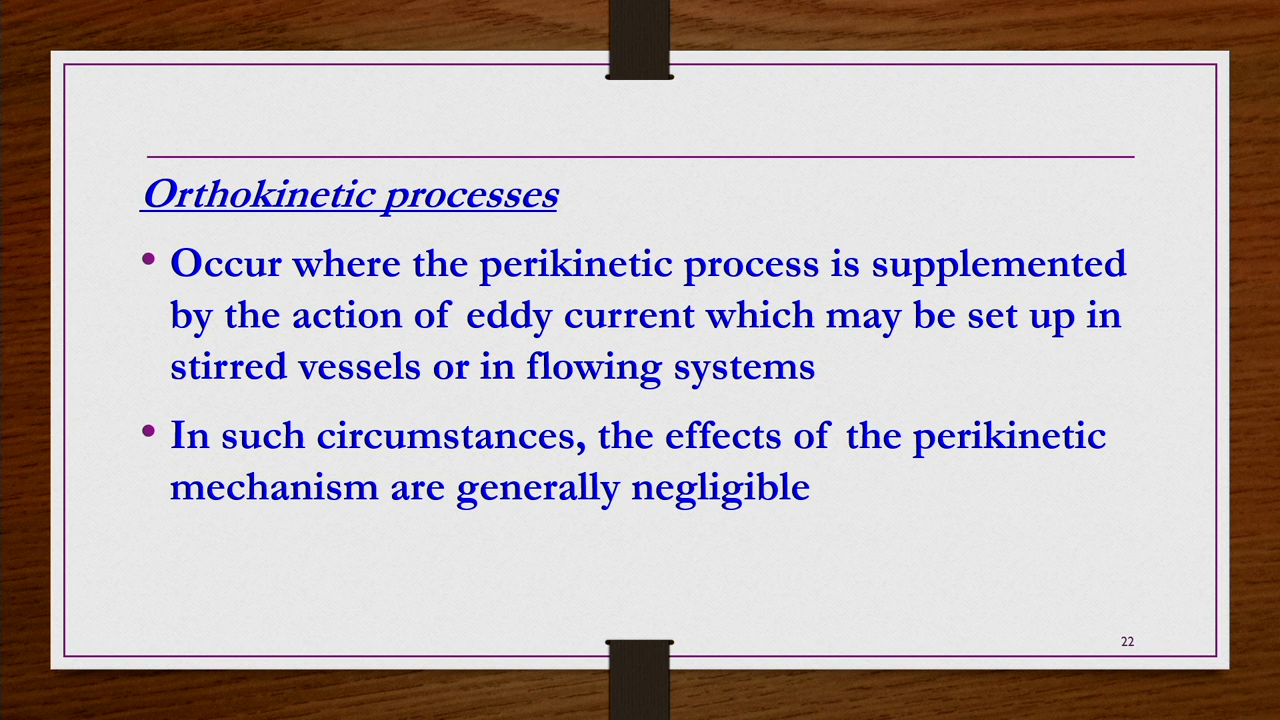 Orthokinetic processes
• Occur where the perikinetic process is supplemented
by the action of eddy current which may be set up in
stirred vessels or in flowing systems
• In such circumstances, the effects of the perikinetic
mechanism are generally negligible
22